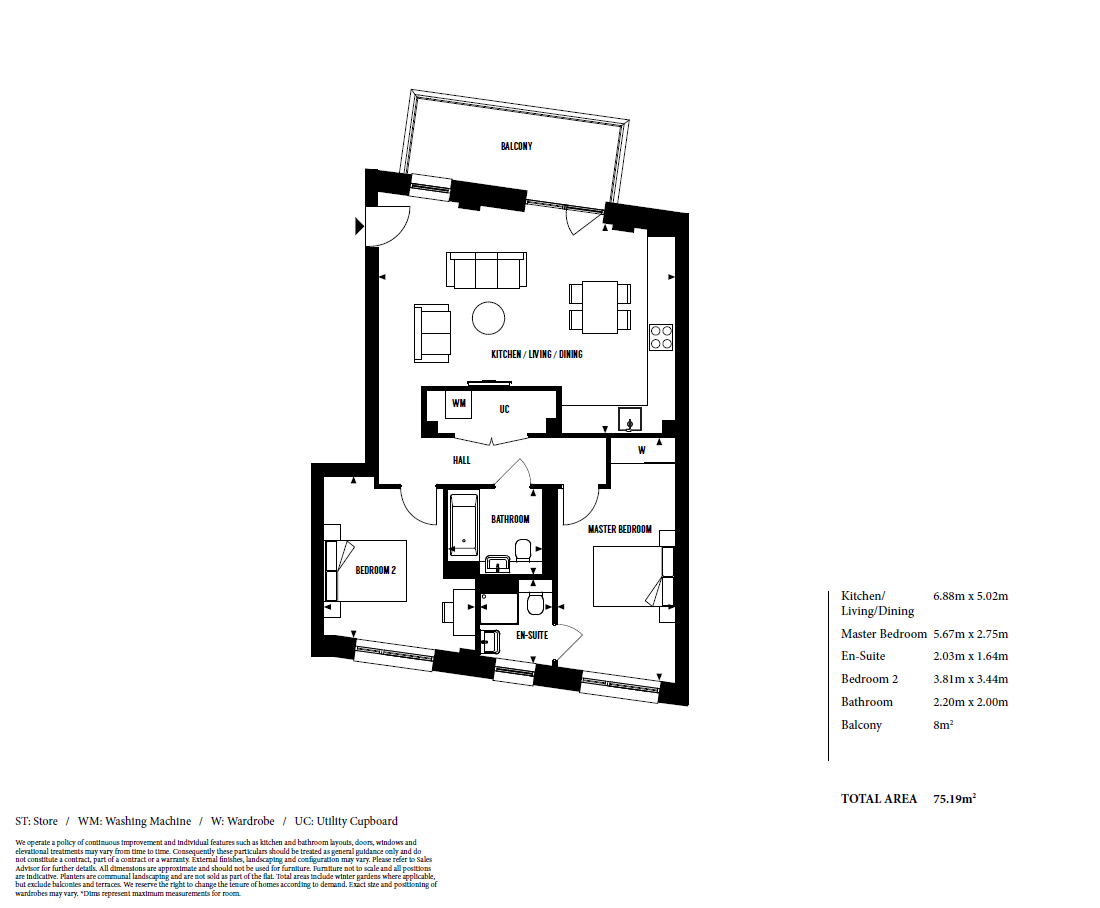 BALCONY
KITCHEN / LIVING / DINING
WM
UC
HALL
W
BATHROOM
MASTER BEDROOM
BEDROOM 2
EN-SUITE
Kitchen/ 6.88m x 5.02m
Living/Dining
Master Bedroom 5.67m x 2.75m
En-Suite 2.03m x 1.64m
Bedroom 2 3.81m x 3.44m
Bathroom 2.20m x 2.00m
Balcony 8m²
TOTAL AREA 75.19m²
ST: Store / WM: Washing Machine / W: Wardrobe / UC: Utility Cupboard
We operate a policy of continuous improvement and individual features such as kitchen and bathroom layouts, doors, windows and
elevational treatments may vary from time to time. Consequently these particulars should be treated as general guidance only and do
not constitute a contract, part of a contract or a warranty. External finishes, landscaping and configuration may vary. Please refer to Sales
Advisor for further details. All dimensions are approximate and should not be used for furniture. Furniture not to scale and all positions
are indicative. Planters are communal landscaping and are not sold as part of the flat. Total areas include winter gardens where applicable,
but exclude balconies and terraces. We reserve the right to change the tenure of homes according to demand. Exact size and positioning of
wardrobes may vary. *Dims represent maximum measurements for room.